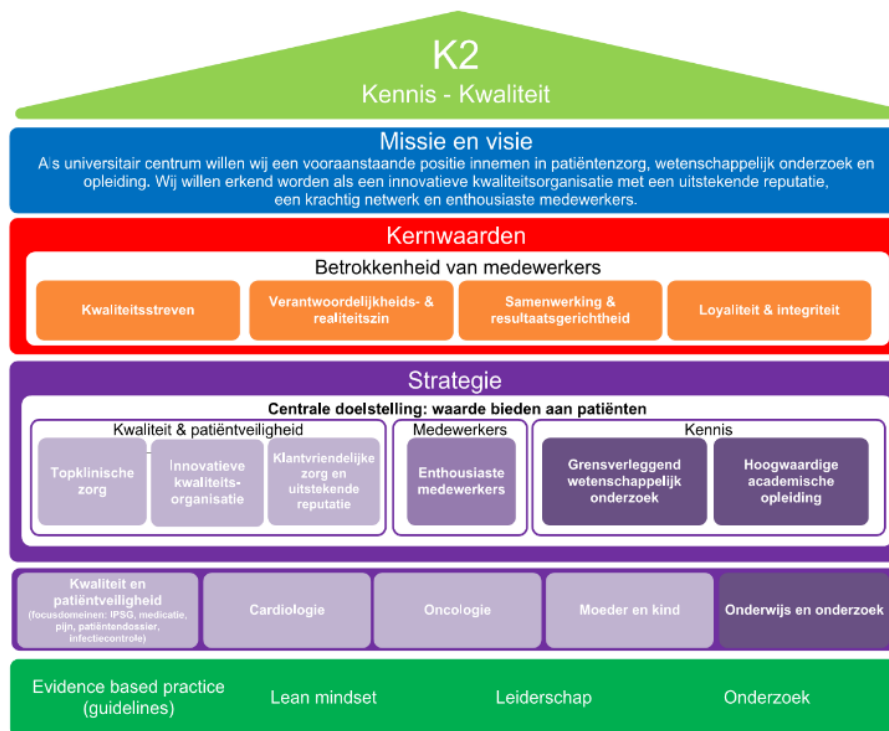 K2
Kennis - Kwaliteit
Missie en visie
Als universitair centrum willen wij een vooraanstaande positie innemen in patiëntenzorg, wetenschappelijk onderzoek en
opleiding. Wij willen erkend worden als een innovatieve kwaliteitsorganisatie met een uitstekende reputatie,
een krachtig netwerk en enthousiaste medewerkers.
Kernwaarden
Betrokkenheid van medewerkers
Kwaliteitsstreven
Verantwoordelijkheids- &
realiteitszin
Samenwerking &
resultaatsgerichtheid
Loyaliteit & integriteit
Strategie
Centrale doelstelling: waarde bieden aan patiënten
Kwaliteit & patiëntveiligheid
Topklinische
zorg
Innovatieve
kwaliteits-
organisatie
Klantvriendelijke
zorg en
uitstekende
reputatie
Medewerkers
Enthousiaste
medewerkers
Kennis
Grensverleggend
wetenschappelijk
onderzoek
Hoogwaardige
academische
opleiding
Kwaliteit en
patiëntveiligheid
(focusdomeinen: IPSG, medicatie,
pijn, patiëntendossier,
infectiecontrole)
Cardiologie
Oncologie
Moeder en kind
Onderwijs en onderzoek
Evidence based practice
(guidelines)
Lean mindset
Leiderschap
Onderzoek